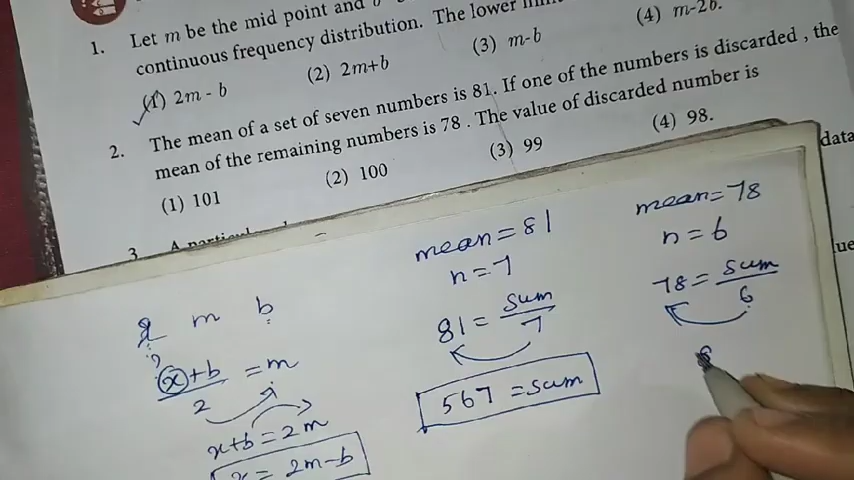 1. Let m be the mid point and b
continuous frequency distribution. The lower
(1) 2m - b (2) 2m+b (3) m-b (4) m-2b.
2. The mean of a set of seven numbers is 81. If one of the numbers is discarded , the
mean of the remaining numbers is 78 . The value of discarded number is
(1) 101 (2) 100 (3) 99 (4) 98.
3. A data
x m b
?
x+b/2 = m
x+b = 2m
x = 2m-b
mean = 81
n = 7
81 = sum/7
567 = sum
mean = 78
n = 6
78 = sum/6